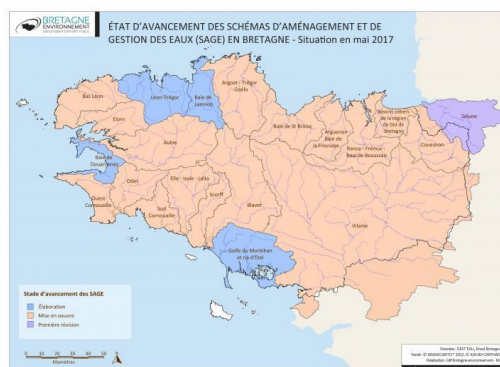 BRETAGNE
ENVIRONNEMENT
ÉTAT D'AVANCEMENT DES SCHÉMAS D'AMÉNAGEMENT ET DE
GESTION DES EAUX (SAGE) EN BRETAGNE - Situation en mai 2017
Bas Léon
Léon-Trégor
Baie de
Lannion
Argoat - Trégor
Goëlo
Elorn
Baie de St Brieuc
Arguenon
Baie de
la Fresnaye
Rance - Frémur
Baie de Beaussais
Bassins côtiers
de la région
de Dol de
Bretagne
Sélune
Couesnon
Aulne
Baie de
Douarnenez
Odet
Ouest
Cornouaille
Sud
Cornouaille
Elle - Isole - Laïta
Scorff
Blavet
Vilaine
Golfe du Morbihan
et ria d'Etel
Stade d'avancement des SAGE
Élaboration
Mise en oeuvre
Première révision
0 10 20 30 40 50
Kilomètres
N